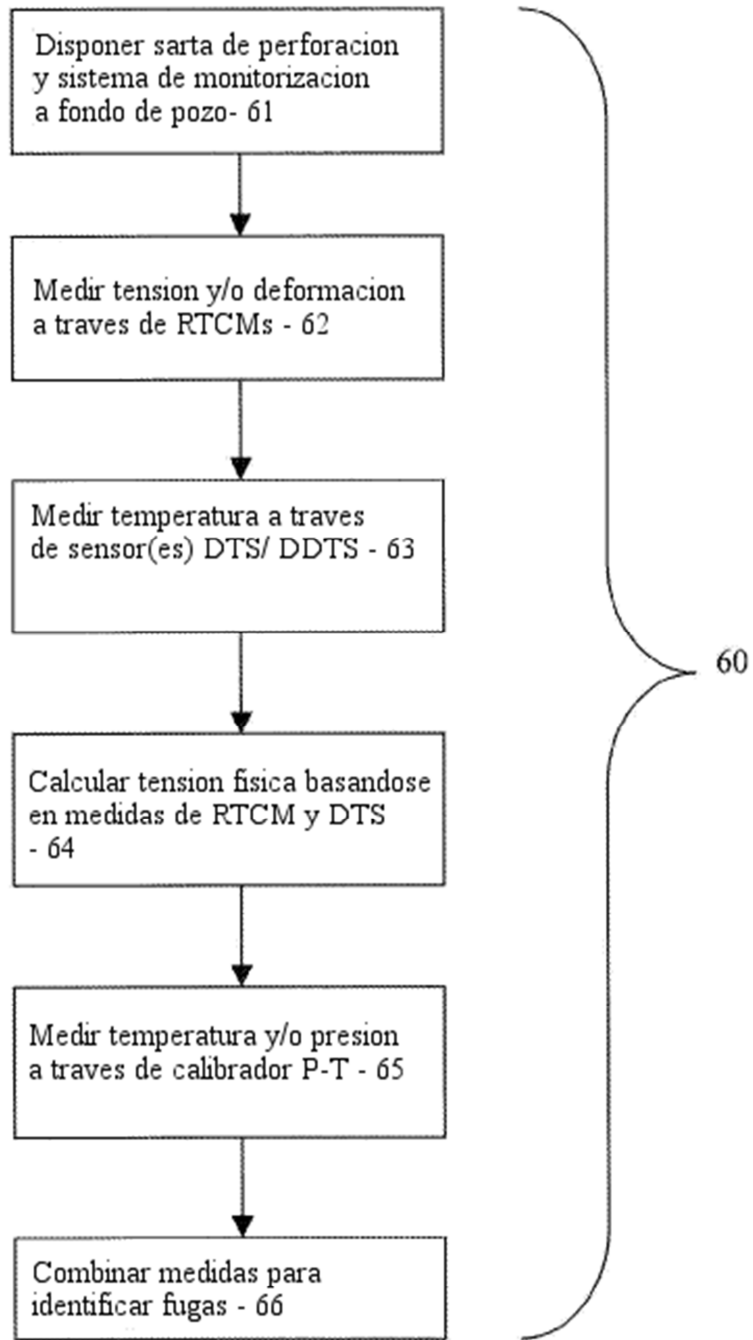 Disponer sarta de perforacion
y sistema de monitorizacion
a fondo de pozo- 61
Medir tension y/o deformacion
a traves de RTCMs - 62
Medir temperatura a traves
de sensor(es) DTS/ DDTS - 63
Calcular tension fisica basandose
en medidas de RTCM y DTS
- 64
Medir temperatura y/o presion
a traves de calibrador P-T - 65
Combinar medidas para
identificar fugas - 66
60